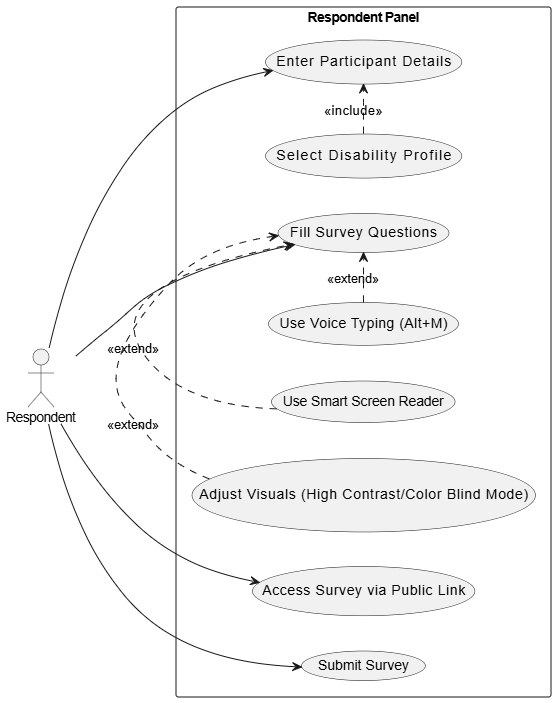 Respondent Panel
Enter Participant Details
«include»
Select Disability Profile
Fill Survey Questions
«extend»
Use Voice Typing (Alt+M)
«extend»
Respondent
Use Smart Screen Reader
«extend»
Adjust Visuals (High Contrast/Color Blind Mode)
Access Survey via Public Link
Submit Survey